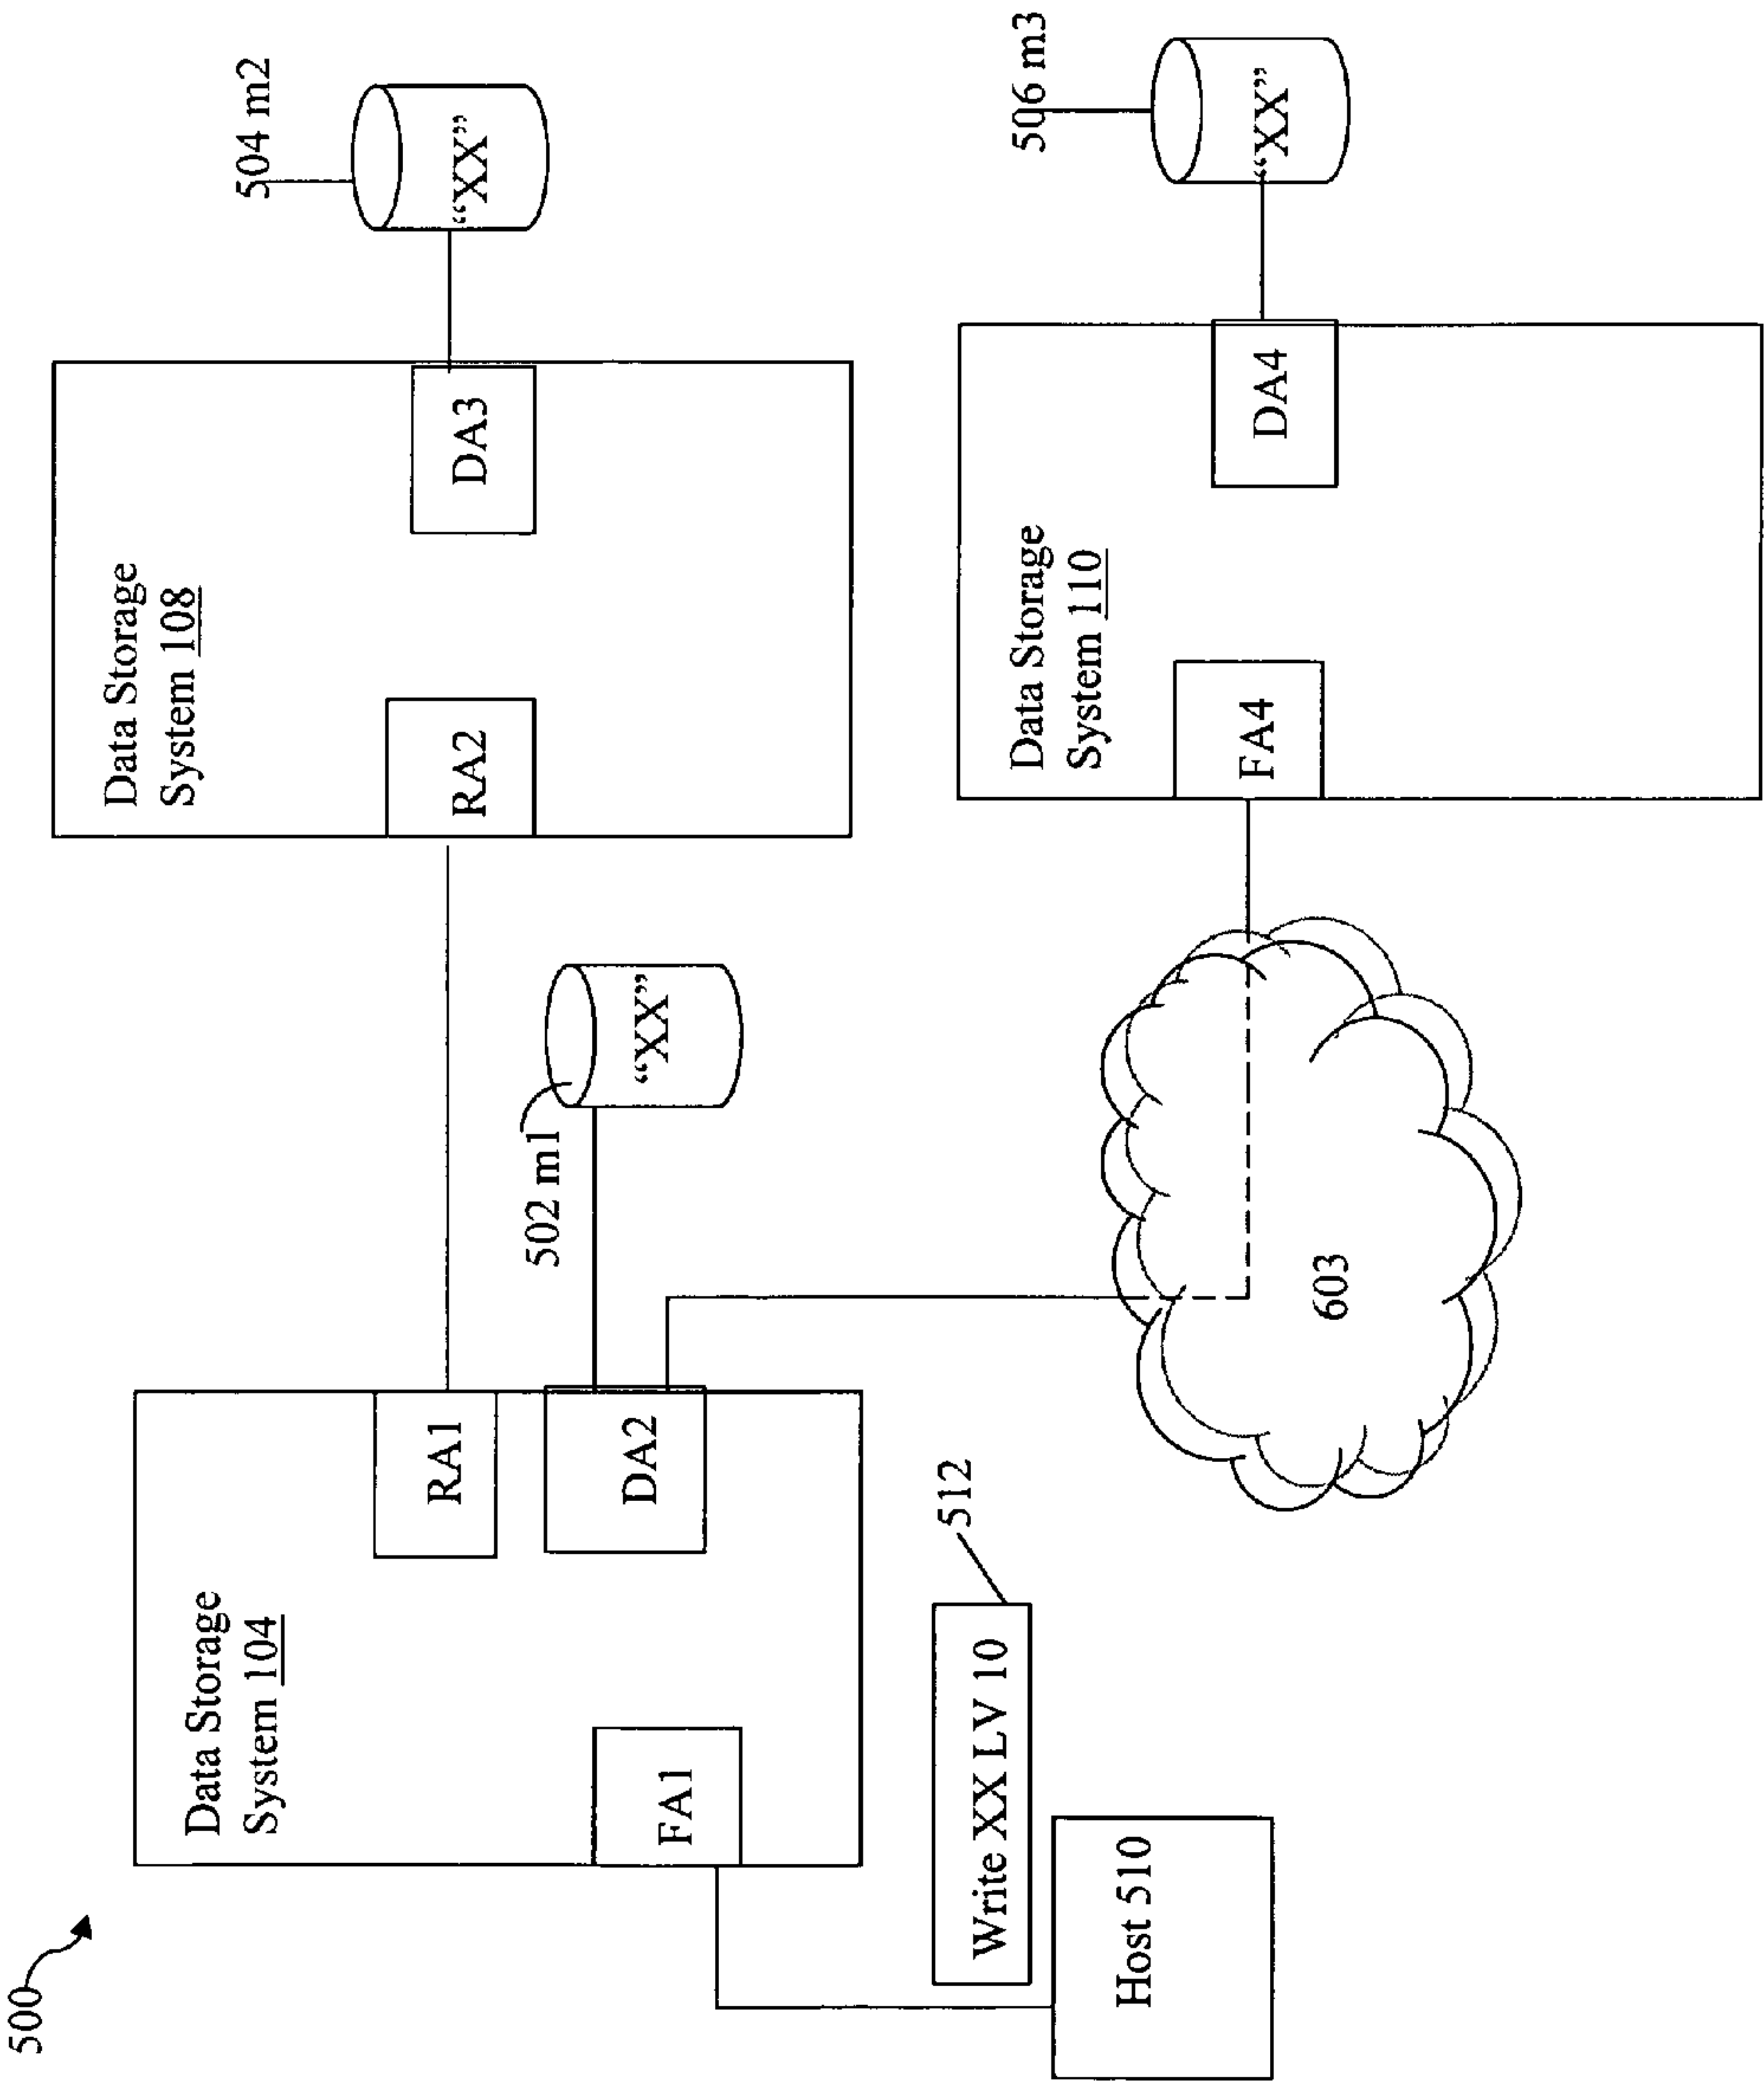 500
Data Storage
System 104
RA1
DA2
FA1
Host 510
Write XX LV 10
512
502 m1
“XX”
Data Storage
System 108
RA2
DA3
504 m2
“XX”
603
Data Storage
System 110
FA4
DA4
506 m3
“XX”